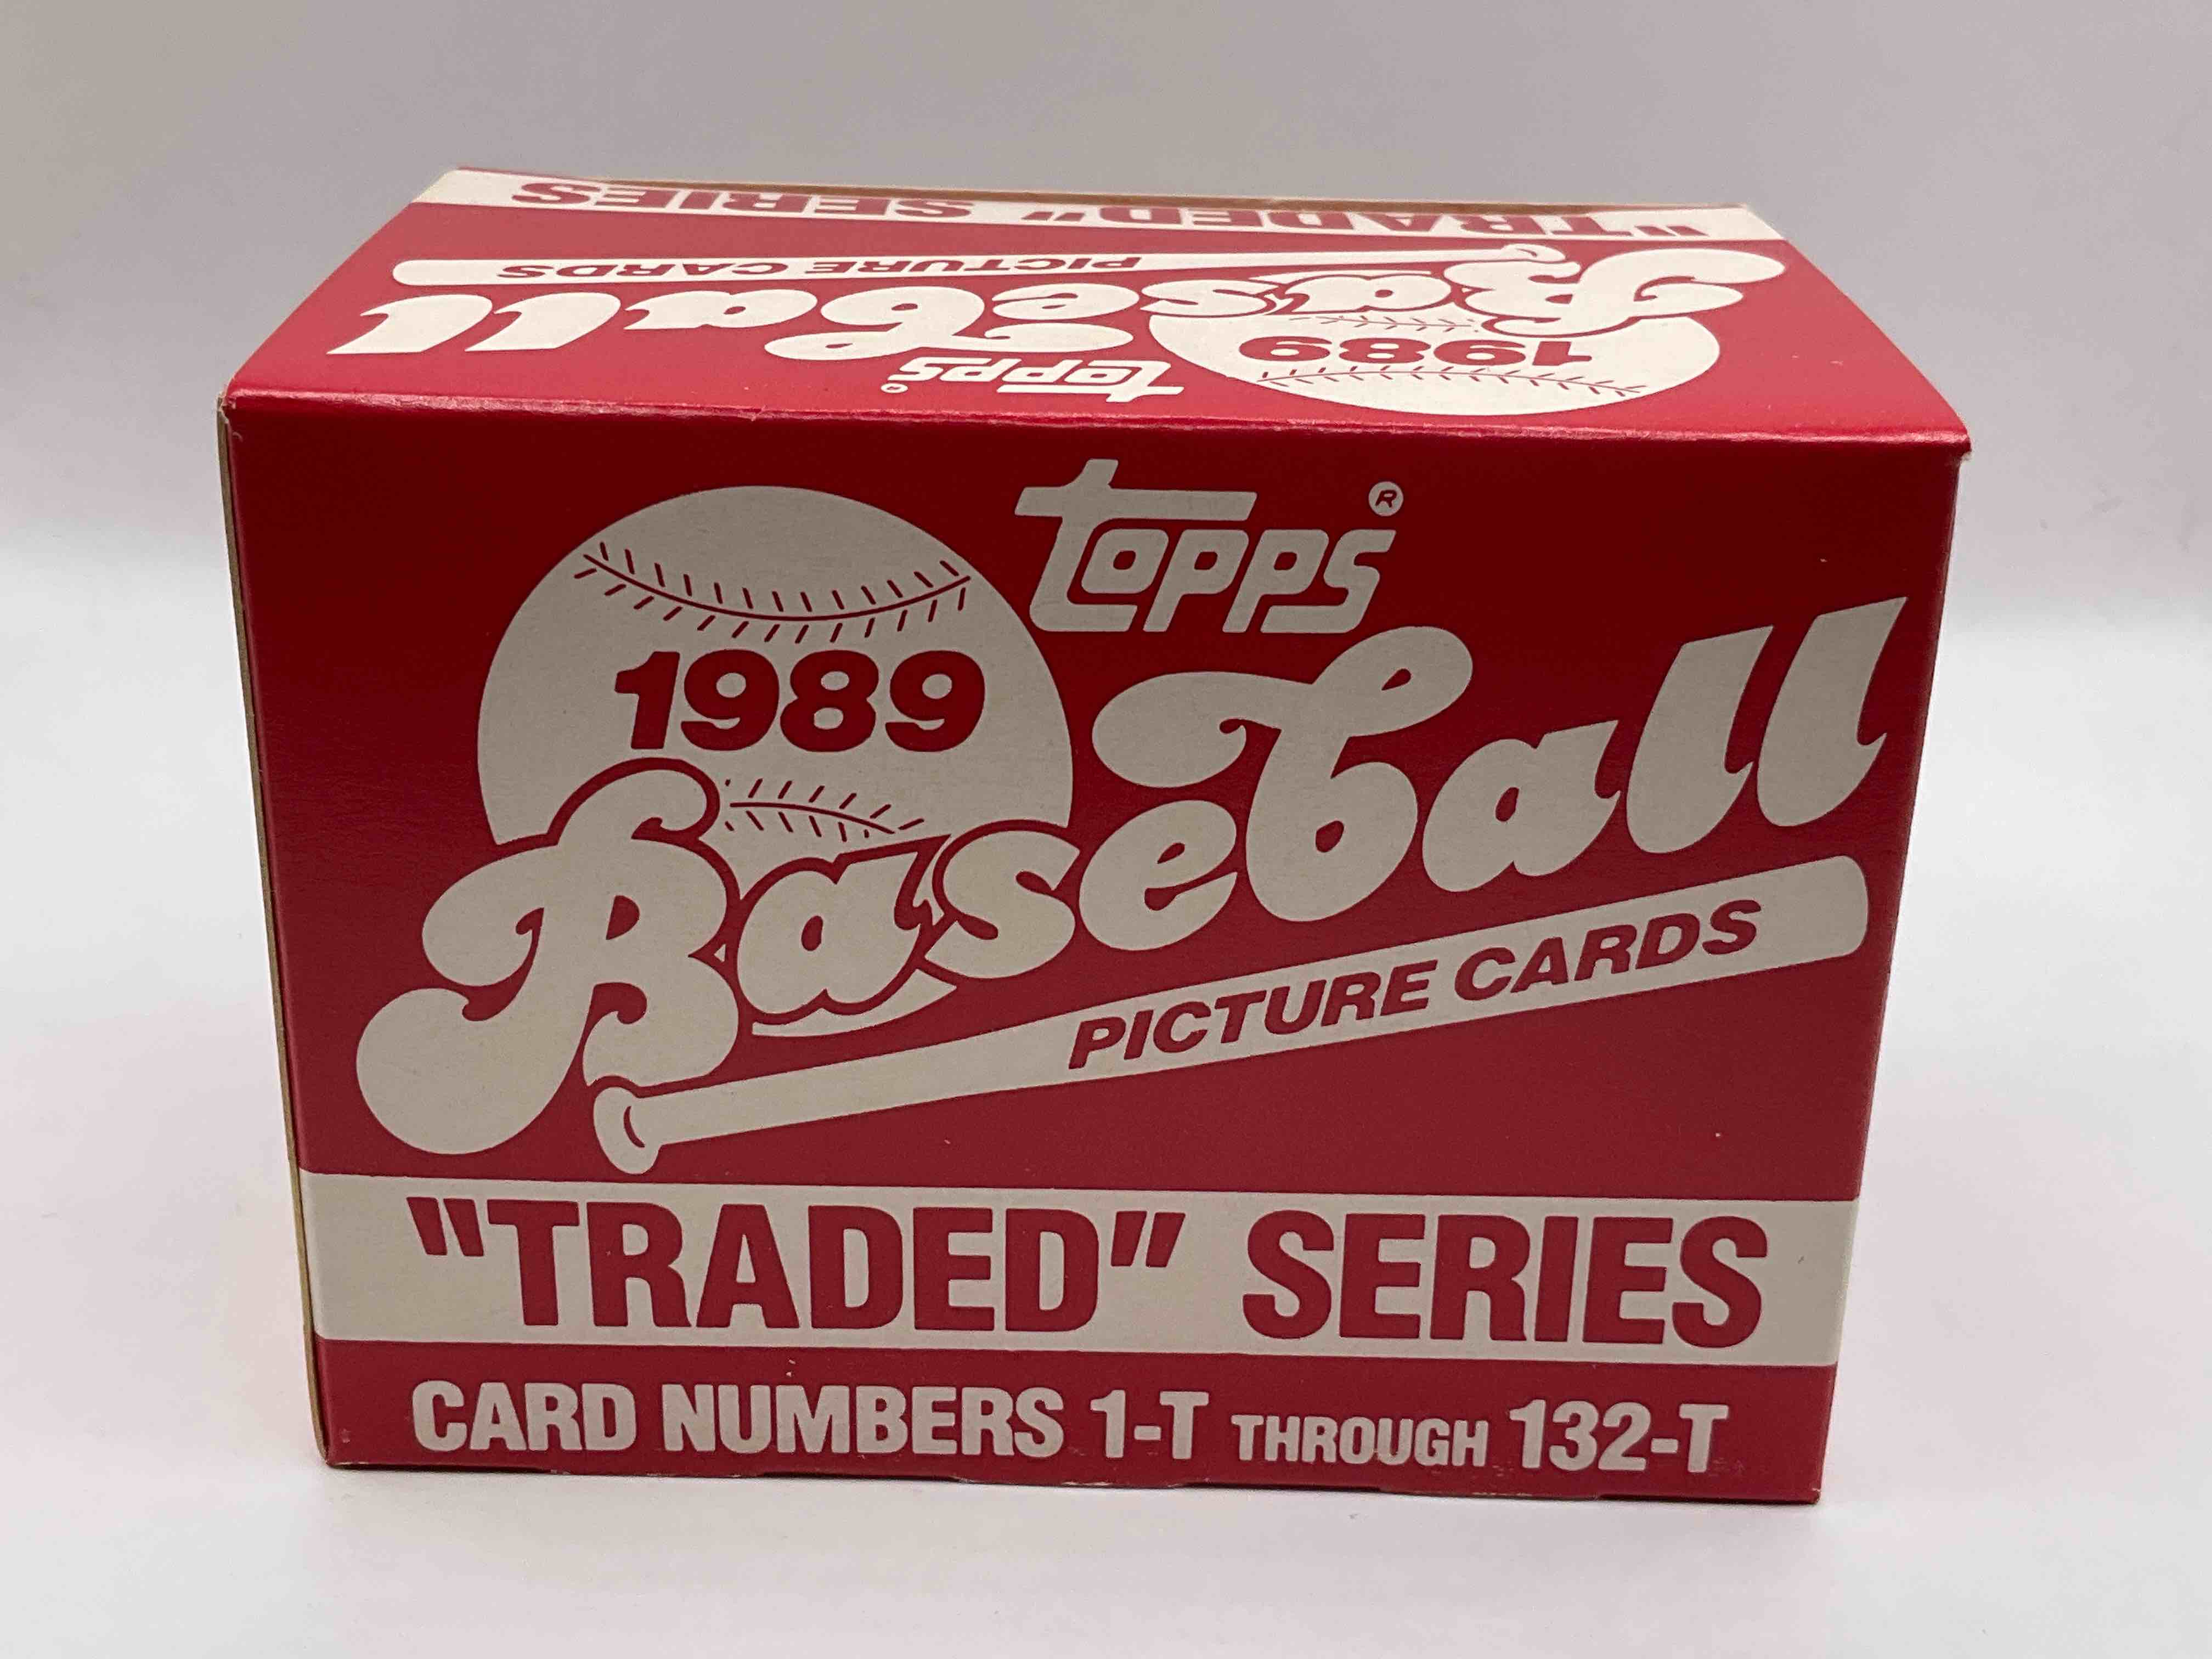 "TRADED" SERIES
PICTURE CARDS
Baseball
1989
topps®
topps®
1989
Baseball
PICTURE CARDS
"TRADED" SERIES
CARD NUMBERS 1-T THROUGH 132-T